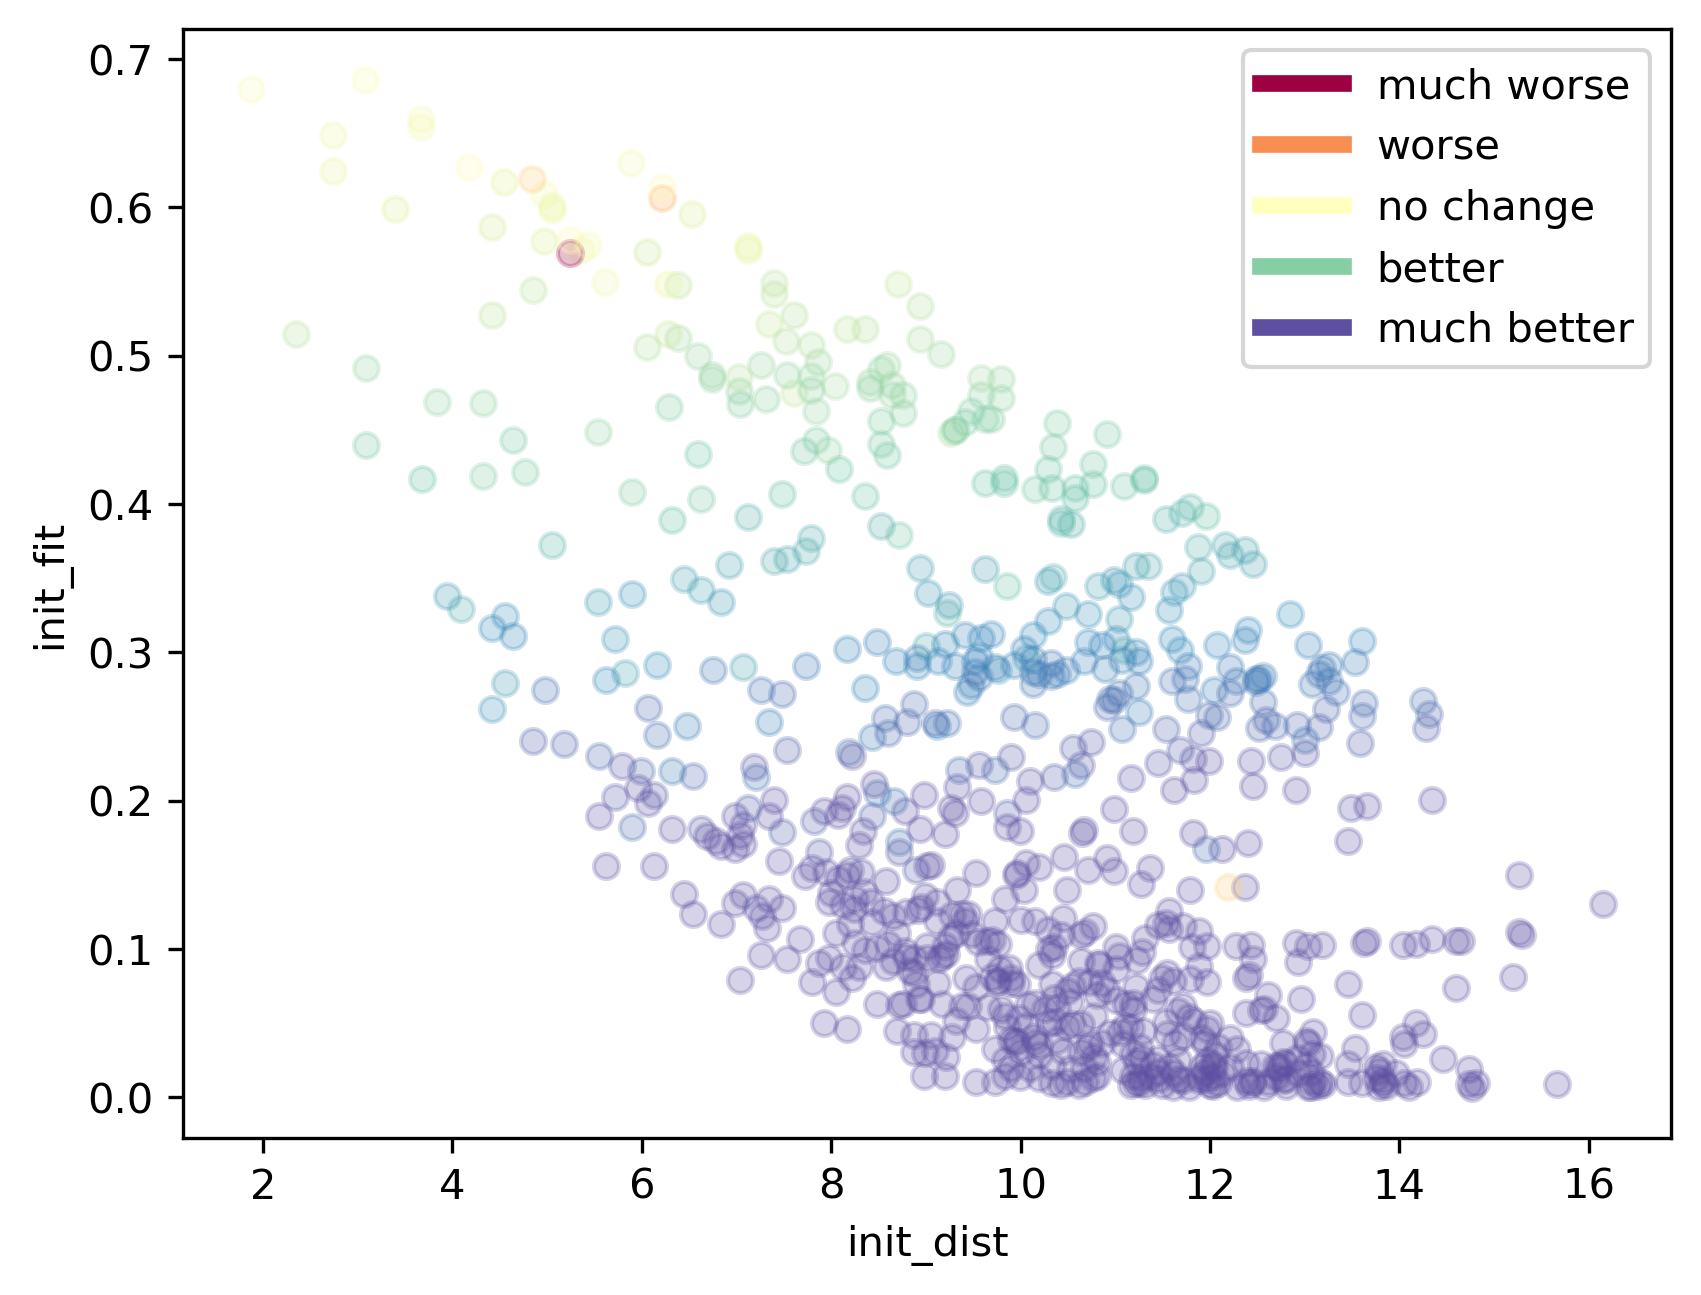 0.7
0.6
0.5
0.4
0.3
0.2
0.1
0.0
init_fit
much worse
worse
no change
better
much better
2 4 6 8 10 12 14 16
init_dist